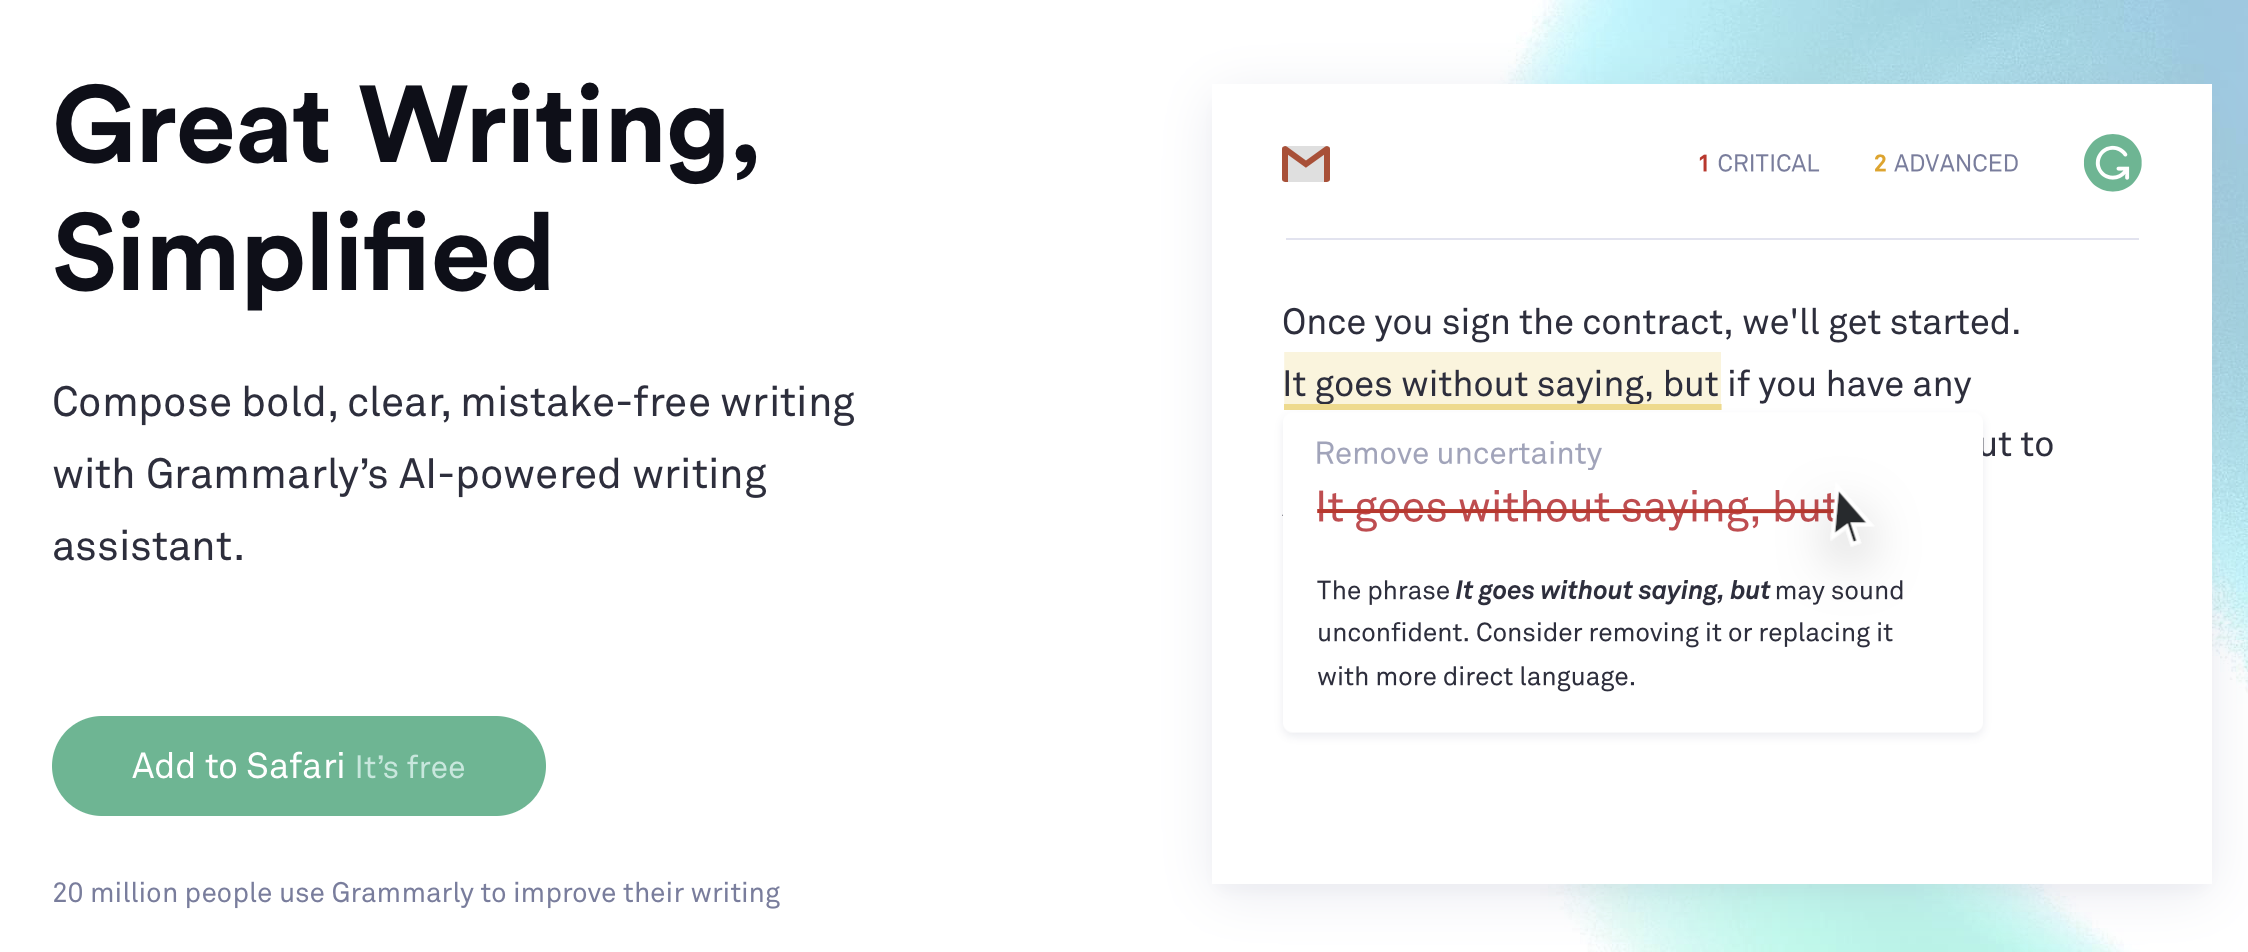 Great Writing,
Simplified
Compose bold, clear, mistake-free writing
with Grammarly’s AI-powered writing
assistant.
Add to Safari It’s free
20 million people use Grammarly to improve their writing
1 CRITICAL 2 ADVANCED
Once you sign the contract, we'll get started.
It goes without saying, but if you have any
to
Remove uncertainty
It goes without saying, but
The phrase It goes without saying, but may sound
unconfident. Consider removing it or replacing it
with more direct language.